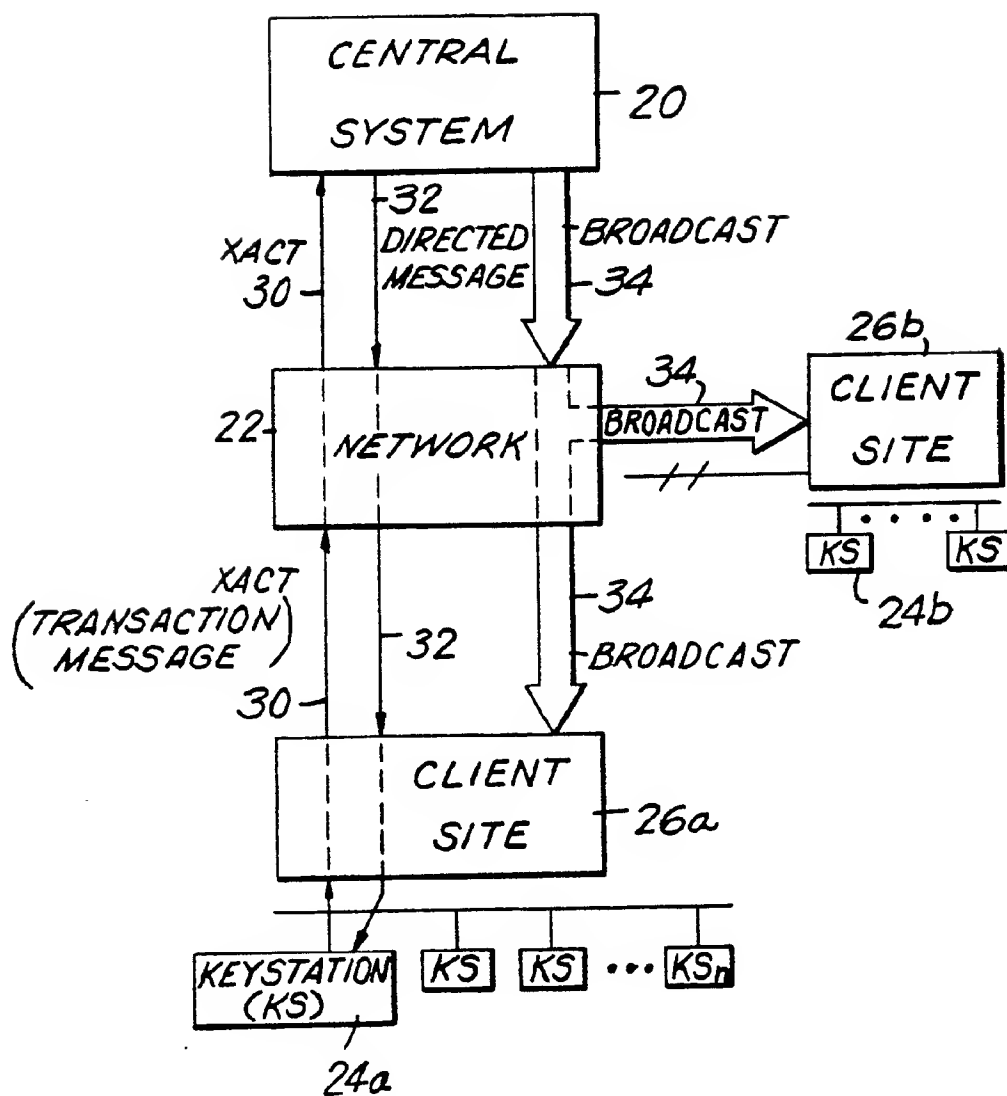 CENTRAL
SYSTEM
20
32
DIRECTED
MESSAGE
BROADCAST
34
XACT
30
26b
CLIENT
SITE
34
BROADCAST
22
NETWORK
KS
• • • •
KS
24b
XACT
(TRANSACTION
MESSAGE)
30
32
34
BROADCAST
CLIENT
SITE
26a
KEYSTATION
(KS)
KS
KS
•••
KSn
24a